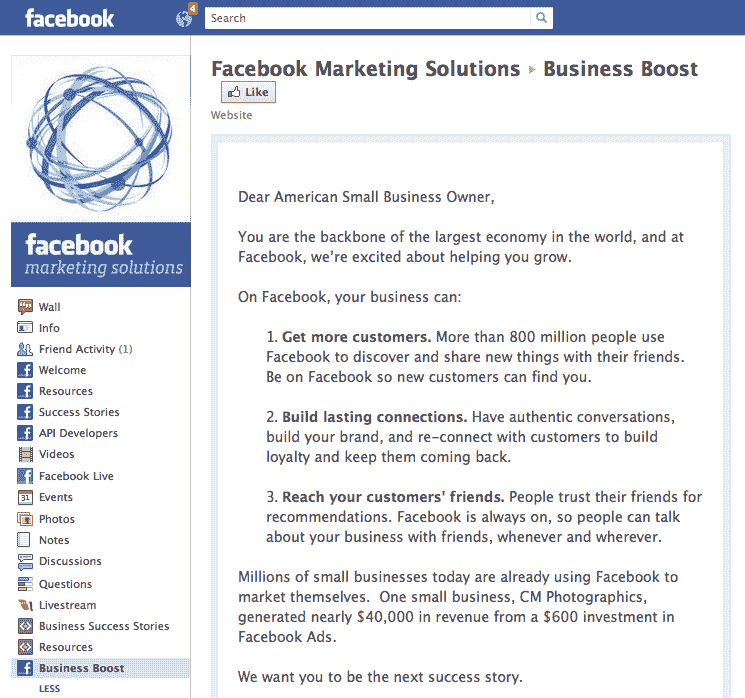 facebook
4
Search
Facebook Marketing Solutions ▸ Business Boost
Like
Website
facebook
marketing solutions
Wall
Info
Friend Activity (1)
Welcome
Resources
Success Stories
API Developers
Videos
Facebook Live
31 Events
Photos
Notes
Discussions
Questions
Livestream
Business Success Stories
Resources
Business Boost
LESS
Dear American Small Business Owner,
You are the backbone of the largest economy in the world, and at
Facebook, we're excited about helping you grow.
On Facebook, your business can:
1. Get more customers. More than 800 million people use
Facebook to discover and share new things with their friends.
Be on Facebook so new customers can find you.
2. Build lasting connections. Have authentic conversations,
build your brand, and re-connect with customers to build
loyalty and keep them coming back.
3. Reach your customers' friends. People trust their friends for
recommendations. Facebook is always on, so people can talk
about your business with friends, whenever and wherever.
Millions of small businesses today are already using Facebook to
market themselves. One small business, CM Photographics,
generated nearly $40,000 in revenue from a $600 investment in
Facebook Ads.
We want you to be the next success story.